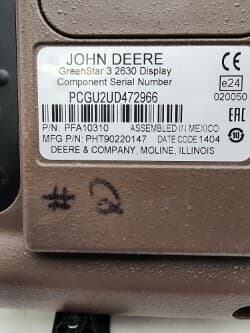 JOHN DEERE
GreenStar 3 2630 Display
Component Serial Number
PCGU2UD472966
P/N: PFA10310 ASSEMBLED IN MEXICO
MFG P/N: PHT90220147 DATE CODE 1404
DEERE & COMPANY, MOLINE, ILLINOIS
CE
e24
020050
10
#2